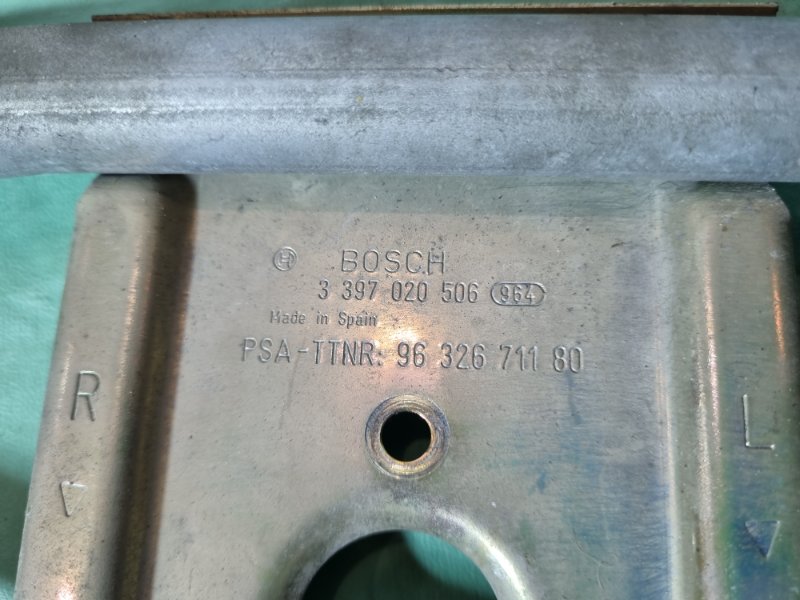 BOSCH
3 397 020 506 964
Made in Spain
PSA-TTNR: 96 326 711 80
R
L